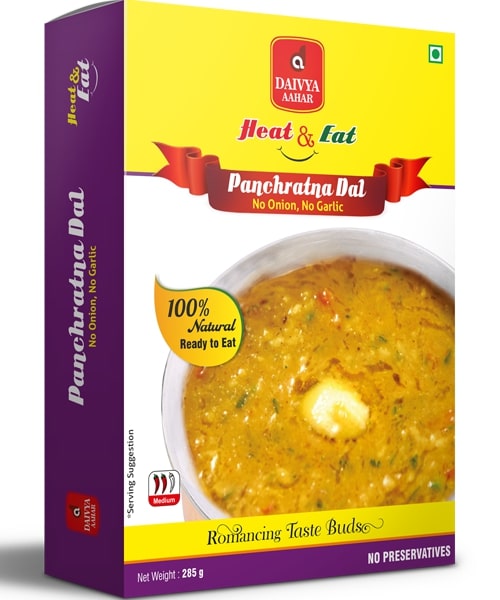 DAIVYA
AAHAR
Heat & Eat
Panchratna Dal
No Onion, No Garlic
100%
Natural
Ready to Eat
*Serving Suggestion
Medium
Romancing Taste Buds
NO PRESERVATIVES
Net Weight : 285 g
Heat & Eat
Panchratna Dal
No Onion, No Garlic
DAIVYA
AAHAR